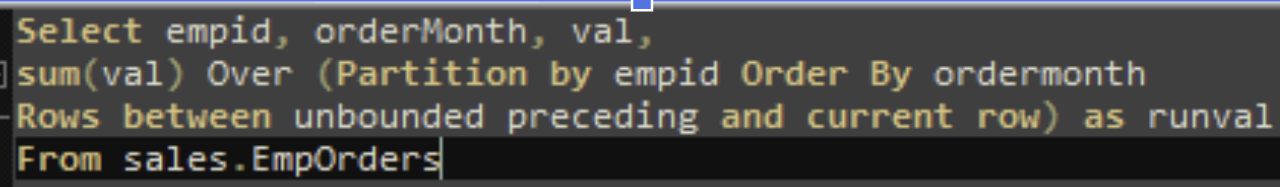 Select empid, orderMonth, val,
sum(val) Over (Partition by empid Order By ordermonth
Rows between unbounded preceding and current row) as runval
From sales.EmpOrders